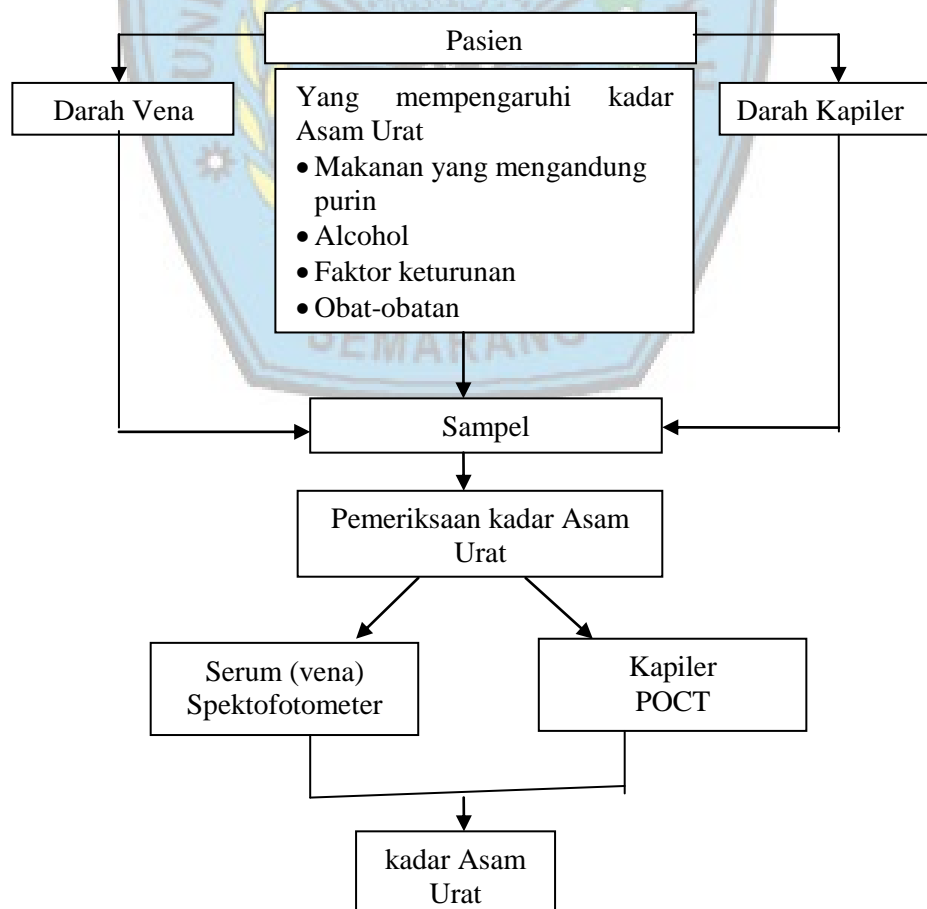 Pasien
Darah Vena
Yang mempengaruhi kadar
Asam Urat
• Makanan yang mengandung
purin
• Alcohol
• Faktor keturunan
• Obat-obatan
Darah Kapiler
SEMARANG
Sampel
Pemeriksaan kadar Asam
Urat
Serum (vena)
Spektofotometer
Kapiler
POCT
kadar Asam
Urat